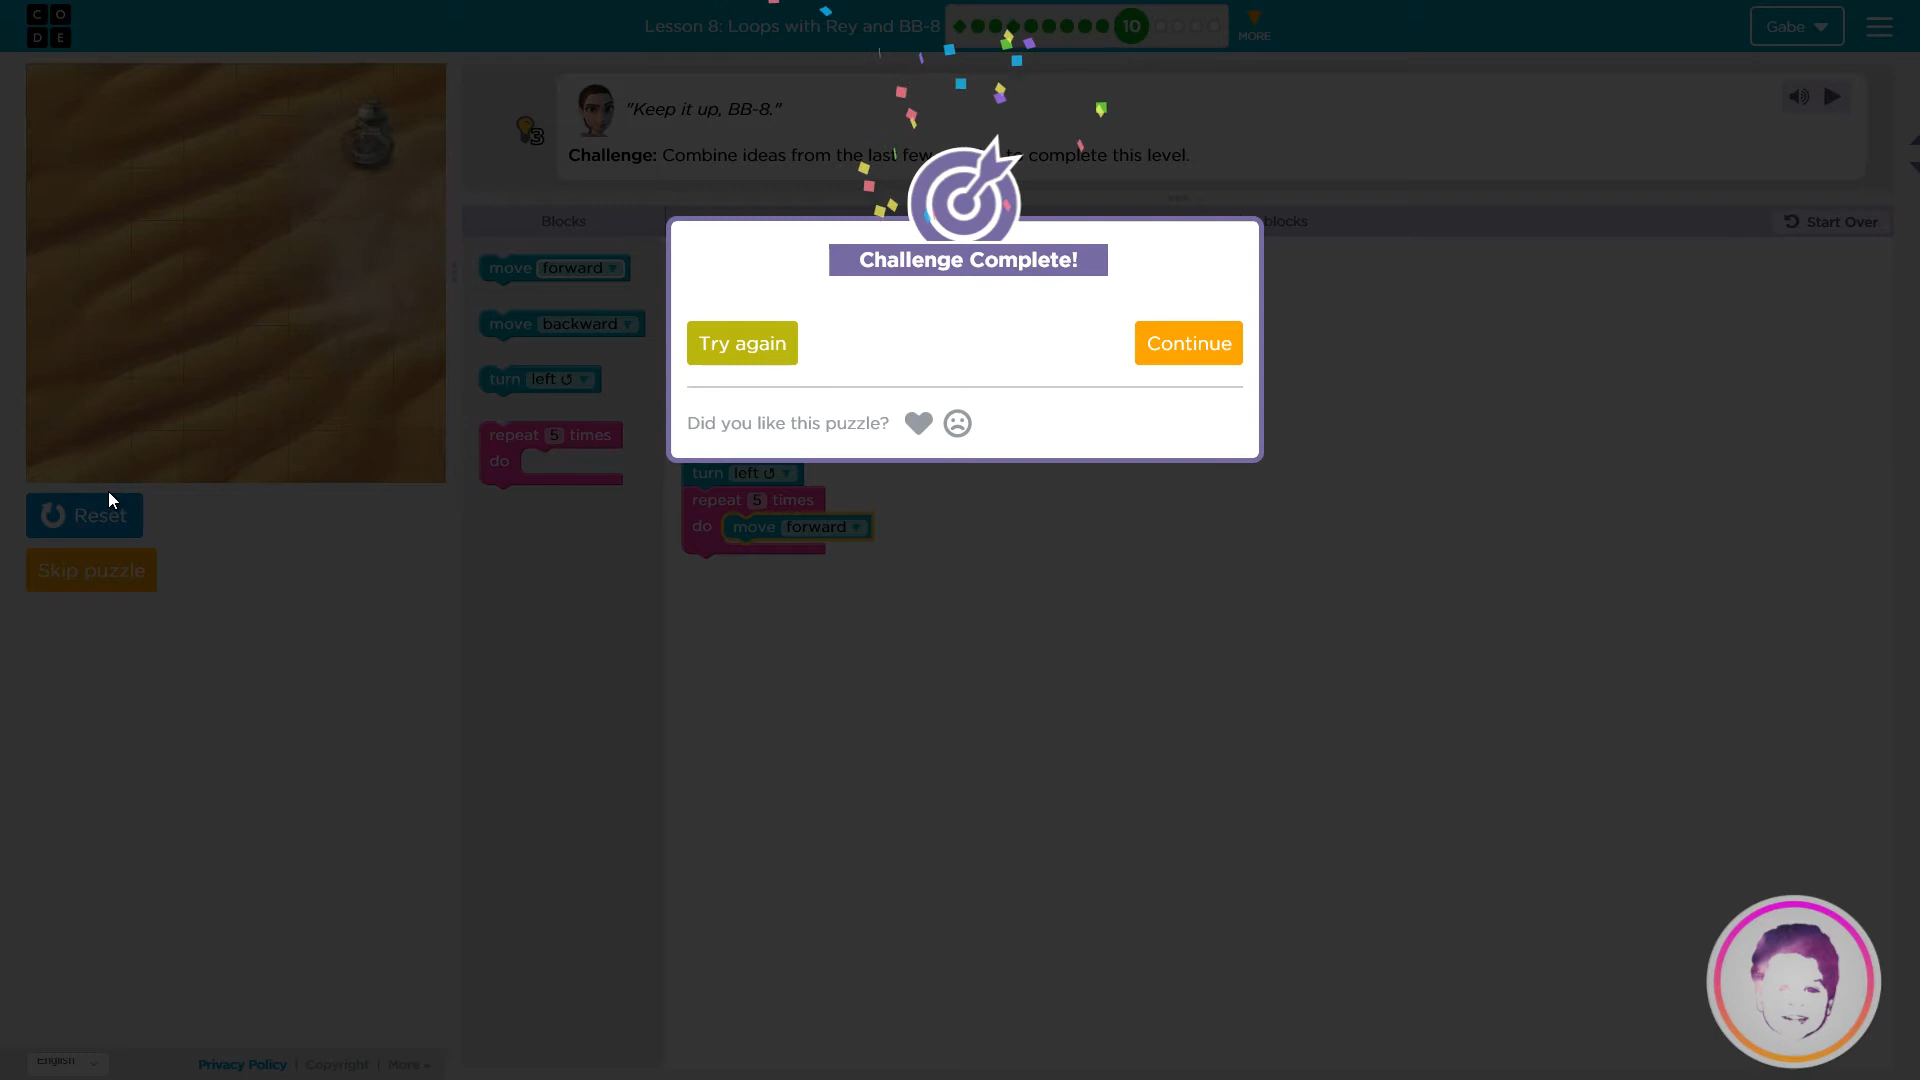 C O
D E
Lesson 8: Loops with Rey and BB-8
10
MORE
Gabe
"Keep it up, BB-8."
3
Challenge: Combine ideas from the last few to complete this level.
Blocks
blocks
Start Over
Challenge Complete!
move forward
move backward
turn left ↺
repeat 5 times
do
Try again
Continue
Did you like this puzzle?
turn left ↺
repeat 5 times
do move forward
Reset
Skip puzzle
English
Privacy Policy | Copyright | More